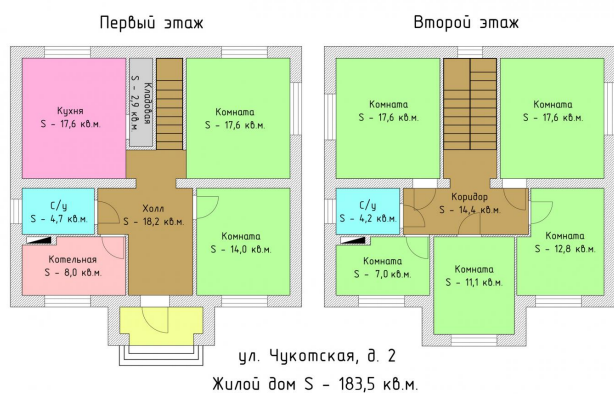 Первый этаж
Второй этаж
Кухня
S - 17,6 кв.м.
Кладовая
S - 2,9 кв.м
Комната
S - 17,6 кв.м.
С/у
S - 4,7 кв.м.
Холл
S - 18,2 кв.м.
Котельная
S - 8,0 кв.м.
Комната
S - 14,0 кв.м.
Комната
S - 17,6 кв.м.
Комната
S - 17,6 кв.м.
С/у
S - 4,2 кв.м.
Коридор
S - 14,4 кв.м.
Комната
S - 12,8 кв.м.
Комната
S - 7,0 кв.м.
Комната
S - 11,1 кв.м.
ул. Чукотская, д. 2
Жилой дом S - 183,5 кв.м.